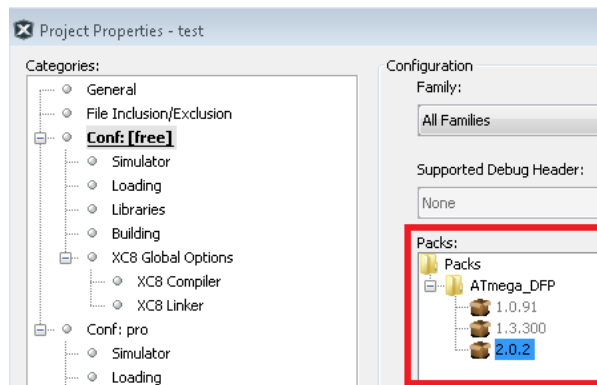 Project Properties - test
Categories:
General
File Inclusion/Exclusion
Conf: [free]
Simulator
Loading
Libraries
Building
XC8 Global Options
XC8 Compiler
XC8 Linker
Conf: pro
Simulator
Loading
Configuration
Family:
All Families
Supported Debug Header:
None
Packs:
Packs
ATmega_DFP
1.0.91
1.3.300
2.0.2